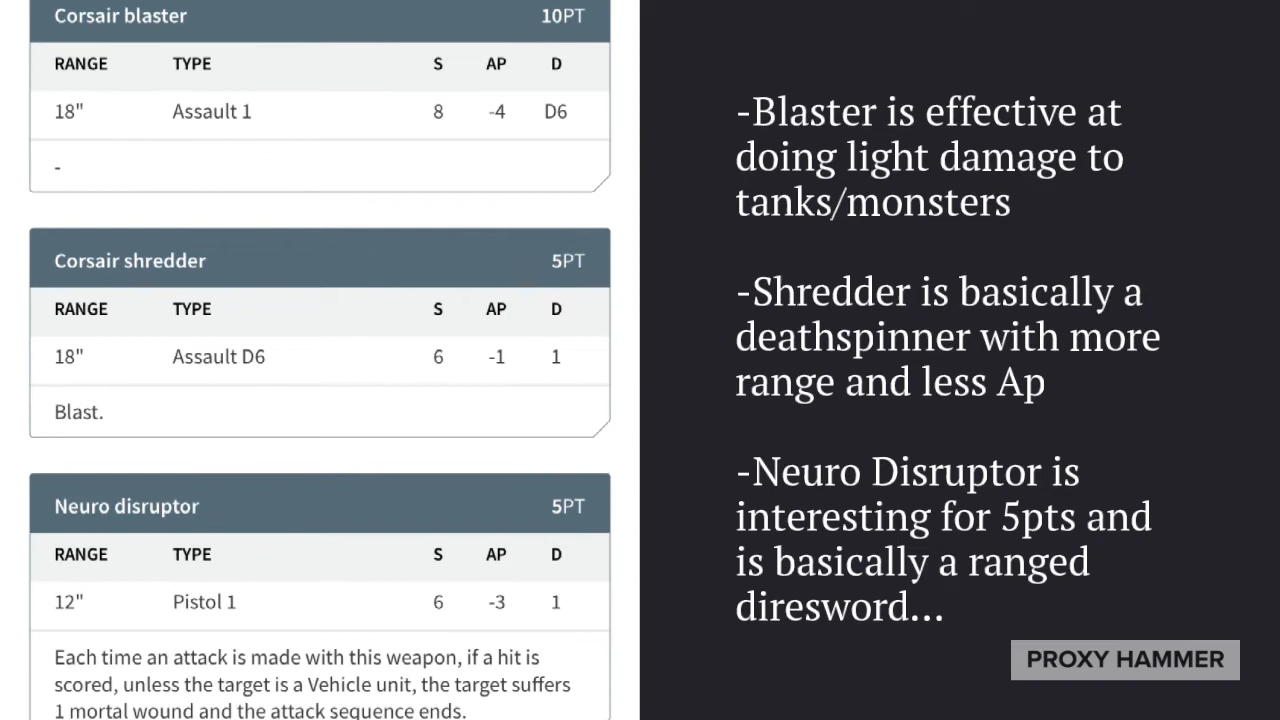 Corsair blaster 10PT
RANGE TYPE S AP D
18" Assault 1 8 -4 D6
-
Corsair shredder 5PT
RANGE TYPE S AP D
18" Assault D6 6 -1 1
Blast.
Neuro disruptor 5PT
RANGE TYPE S AP D
12" Pistol 1 6 -3 1
Each time an attack is made with this weapon, if a hit is
scored, unless the target is a Vehicle unit, the target suffers
1 mortal wound and the attack sequence ends.
-Blaster is effective at
doing light damage to
tanks/monsters
-Shredder is basically a
deathspinner with more
range and less Ap
-Neuro Disruptor is
interesting for 5pts and
is basically a ranged
diresword...
PROXY HAMMER